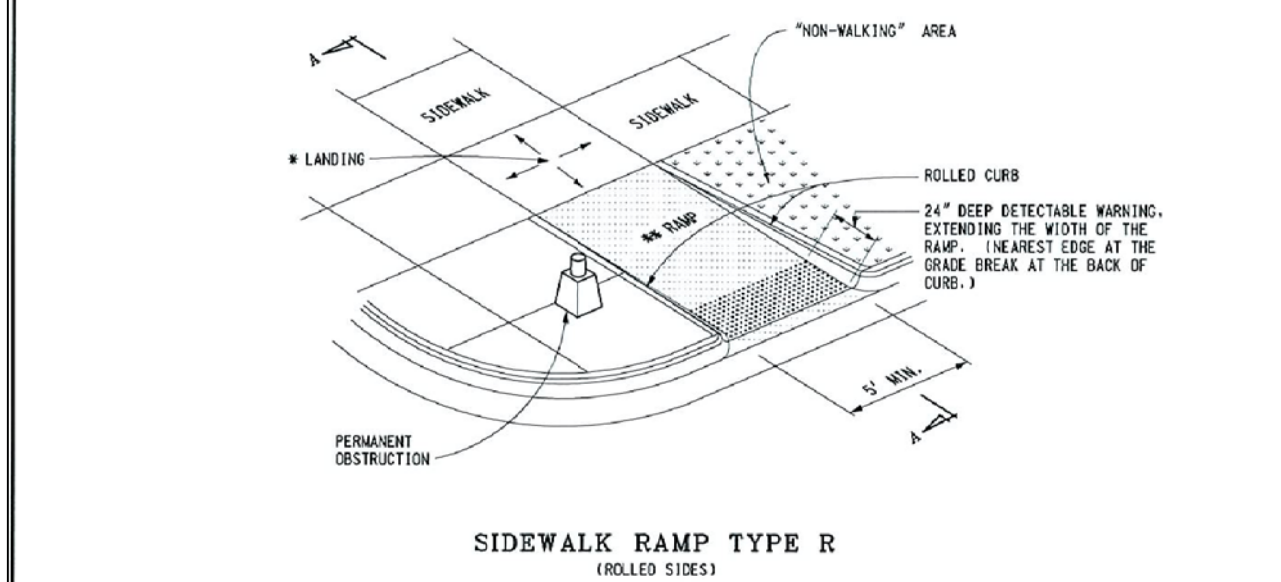 "NON-WALKING" AREA
A
SIDEWALK
SIDEWALK
* LANDING
ROLLED CURB
24" DEEP DETECTABLE WARNING,
EXTENDING THE WIDTH OF THE
RAMP. (NEAREST EDGE AT THE
GRADE BREAK AT THE BACK OF
CURB.)
** RAMP
5' MIN.
A
PERMANENT
OBSTRUCTION
SIDEWALK RAMP TYPE R
(ROLLED SIDES)